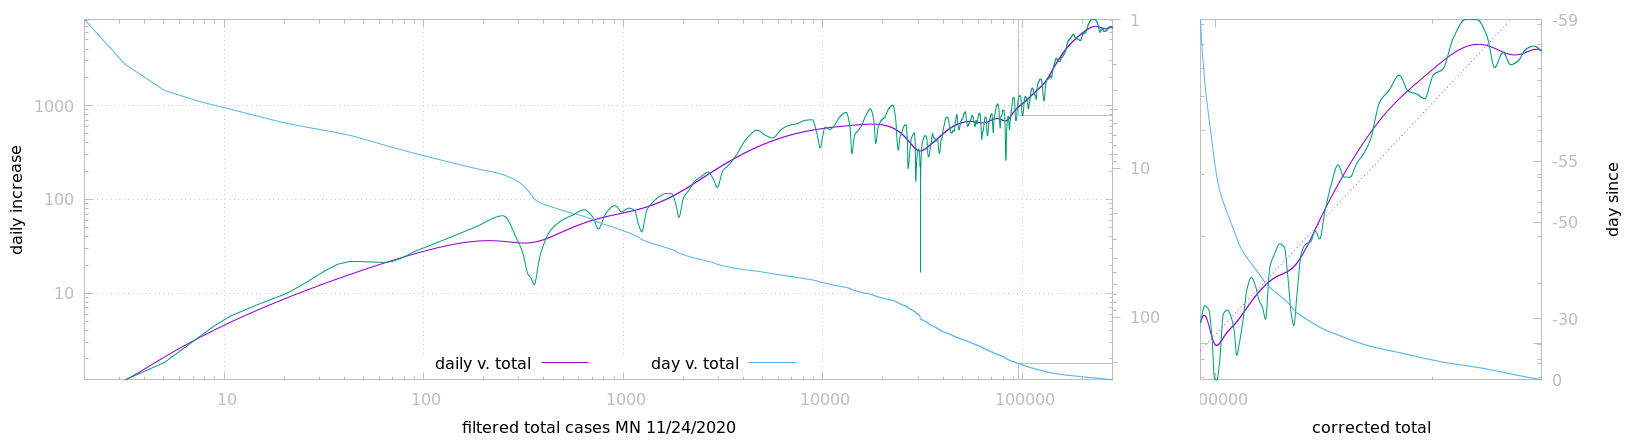 1 -59
1000
10 -55
daily increase
100
-50
day since
10
100 -30
daily v. total day v. total
0
10 100 1000 10000 100000 00000
filtered total cases MN 11/24/2020 corrected total